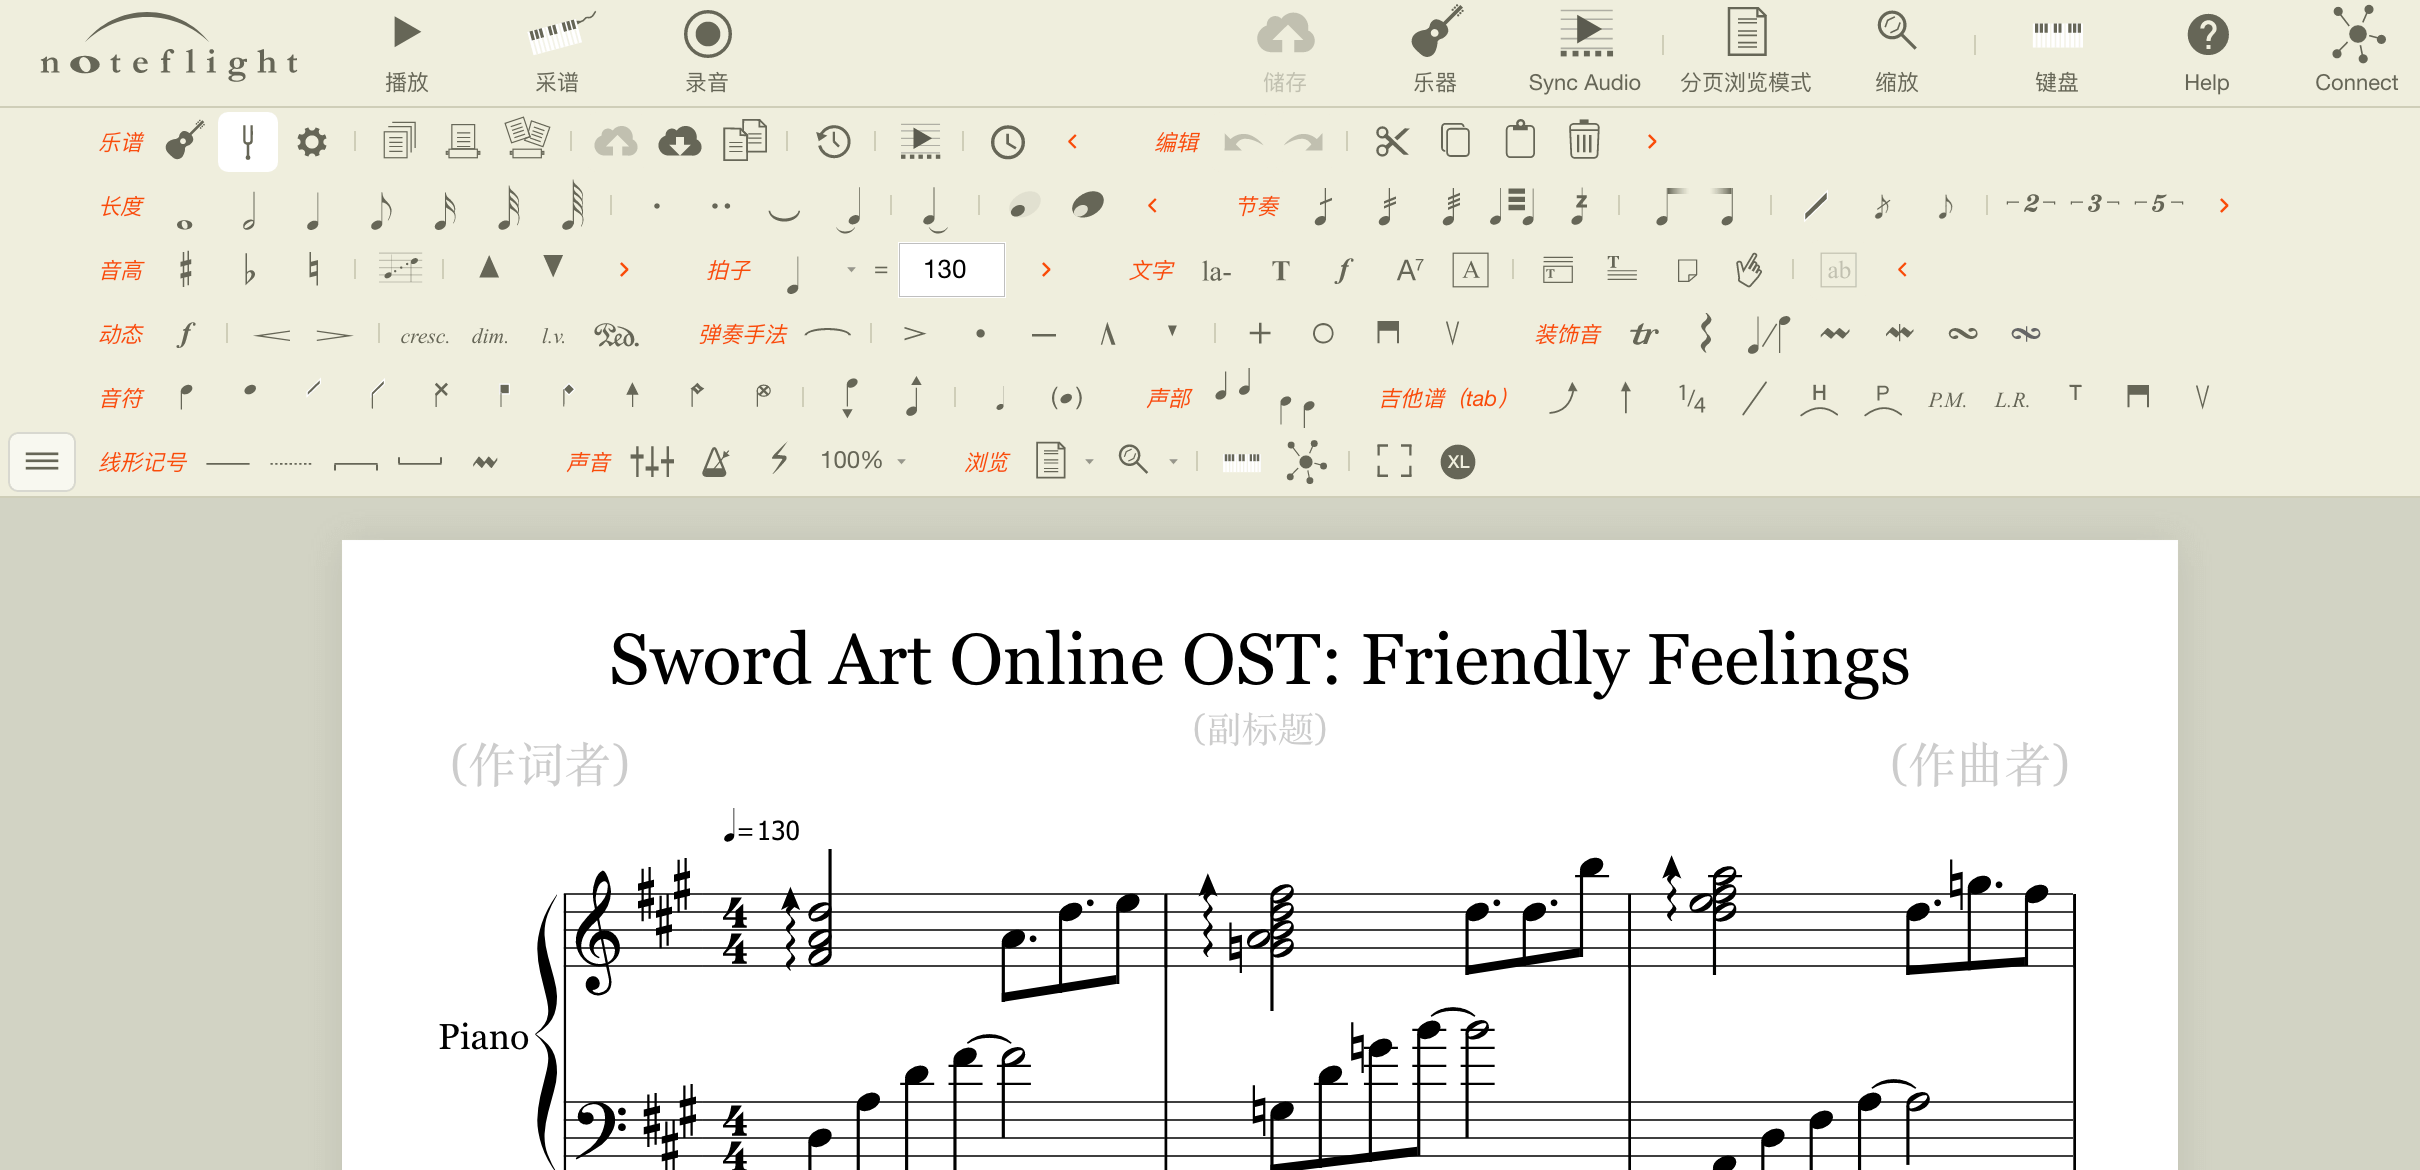 noteflight 播放 采谱 录音 储存 乐器 Sync Audio 分页浏览模式 缩放 键盘 Help Connect
乐谱 编辑
长度 节奏 z 2 3 5
音高 拍子 = 130 文字 la- T f A7 A T T ab
动态 f cresc. dim. l.v. Ped. 弹奏手法 装饰音 tr
音符 声部 吉他谱（tab） 1/4 H P P.M. L.R. T
线形记号 声音 100% 浏览 XL
Sword Art Online OST: Friendly Feelings
(副标题)
(作词者) (作曲者)
=130
4
4
Piano
4
4